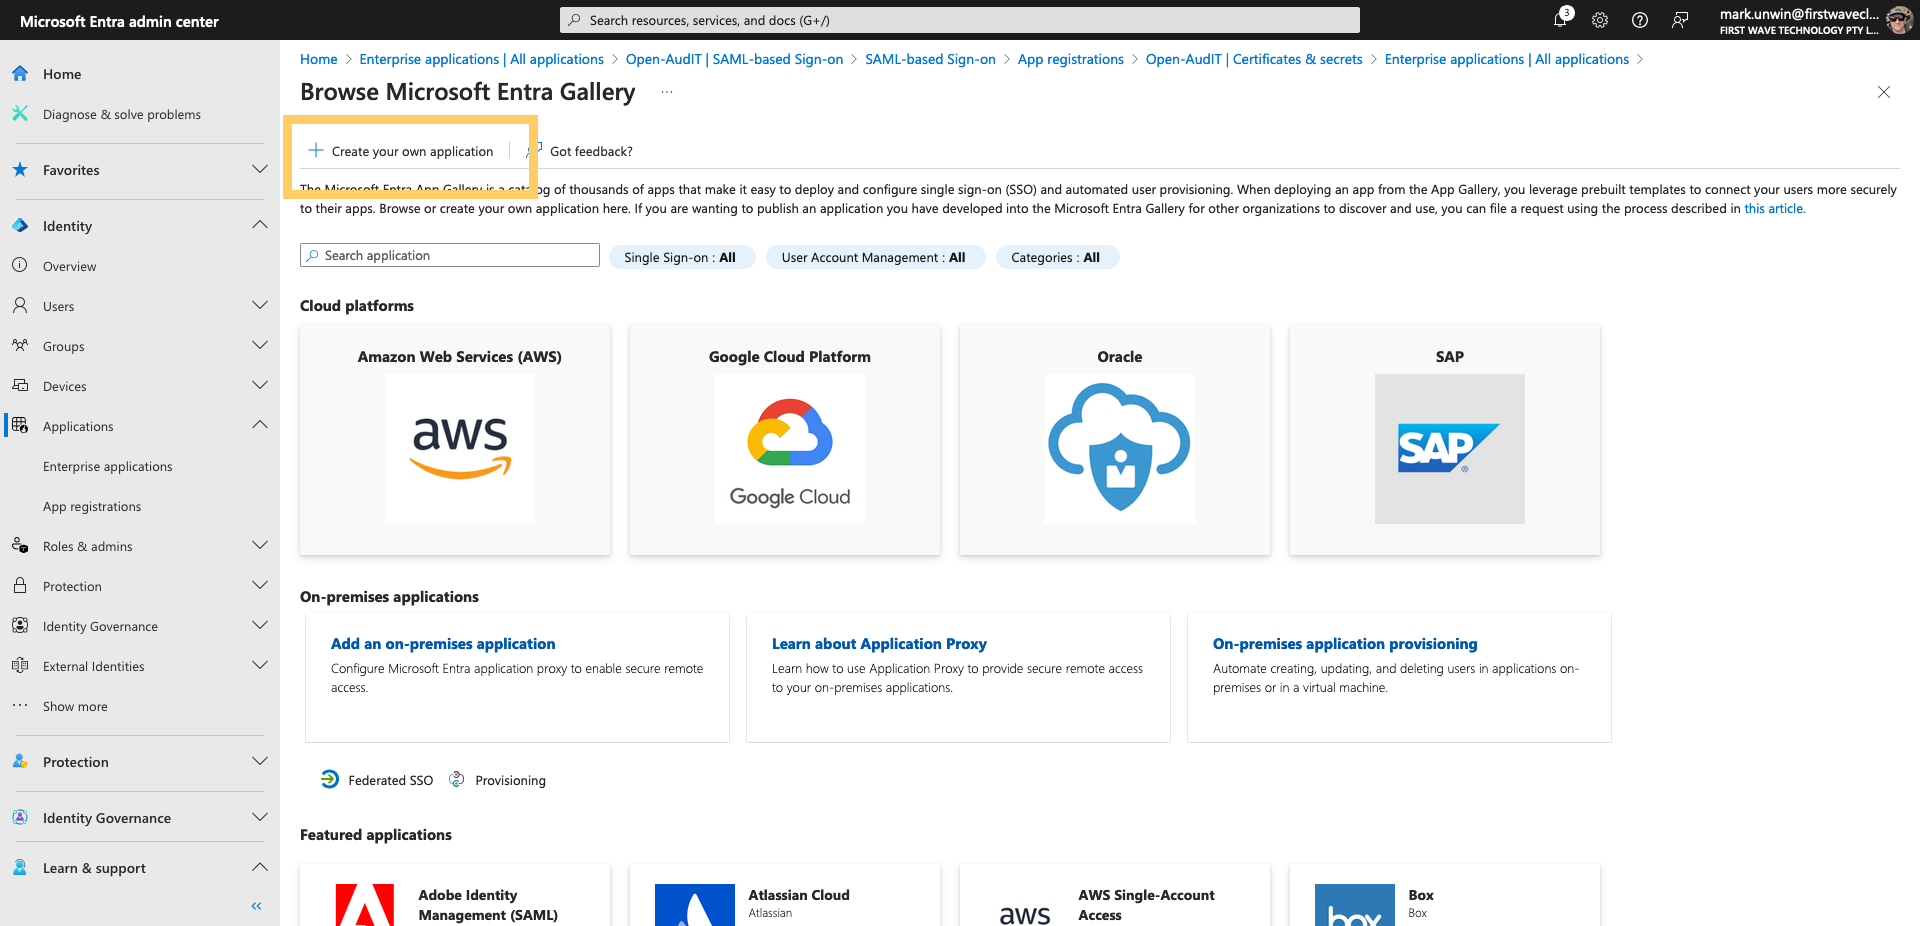 Microsoft Entra admin center
Search resources, services, and docs (G+/)
3
mark.unwin@firstwavecl...
FIRST WAVE TECHNOLOGY PTY L...
Home
Diagnose & solve problems
Favorites
Identity
Overview
Users
Groups
Devices
Applications
Enterprise applications
App registrations
Roles & admins
Protection
Identity Governance
External Identities
Show more
Protection
Identity Governance
Learn & support
Home > Enterprise applications | All applications > Open-AudIT | SAML-based Sign-on > SAML-based Sign-on > App registrations > Open-AudIT | Certificates & secrets > Enterprise applications | All applications >
Browse Microsoft Entra Gallery ...
Create your own application
Got feedback?
The Microsoft Entra App Gallery is a catalog of thousands of apps that make it easy to deploy and configure single sign-on (SSO) and automated user provisioning. When deploying an app from the App Gallery, you leverage prebuilt templates to connect your users more securely
to their apps. Browse or create your own application here. If you are wanting to publish an application you have developed into the Microsoft Entra Gallery for other organizations to discover and use, you can file a request using the process described in this article.
Search application
Single Sign-on : All
User Account Management : All
Categories : All
Cloud platforms
Amazon Web Services (AWS)
aws
Google Cloud Platform
Google Cloud
Oracle
SAP
SAP®
On-premises applications
Add an on-premises application
Configure Microsoft Entra application proxy to enable secure remote
access.
Learn about Application Proxy
Learn how to use Application Proxy to provide secure remote access
to your on-premises applications.
On-premises application provisioning
Automate creating, updating, and deleting users in applications on-
premises or in a virtual machine.
Federated SSO
Provisioning
Featured applications
Adobe Identity
Management (SAML)
Atlassian Cloud
Atlassian
aws
AWS Single-Account
Access
box
Box
Box